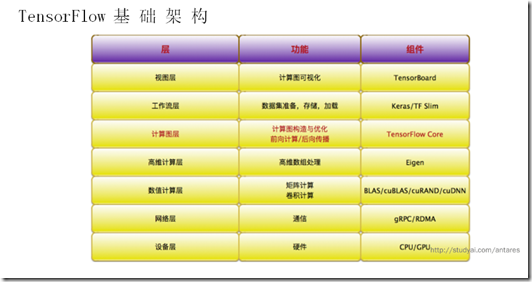 TensorFlow 基 础 架 构
层 功能 组件
视图层 计算图可视化 TensorBoard
工作流层 数据集准备，存储，加载 Keras/TF Slim
计算图层 计算图构造与优化 前向计算/后向传播 TensorFlow Core
高维计算层 高维数组处理 Eigen
数值计算层 矩阵计算 卷积计算 BLAS/cuBLAS/cuRAND/cuDNN
网络层 通信 gRPC/RDMA
设备层 硬件 CPU/GPU
http://studyai.com/antares